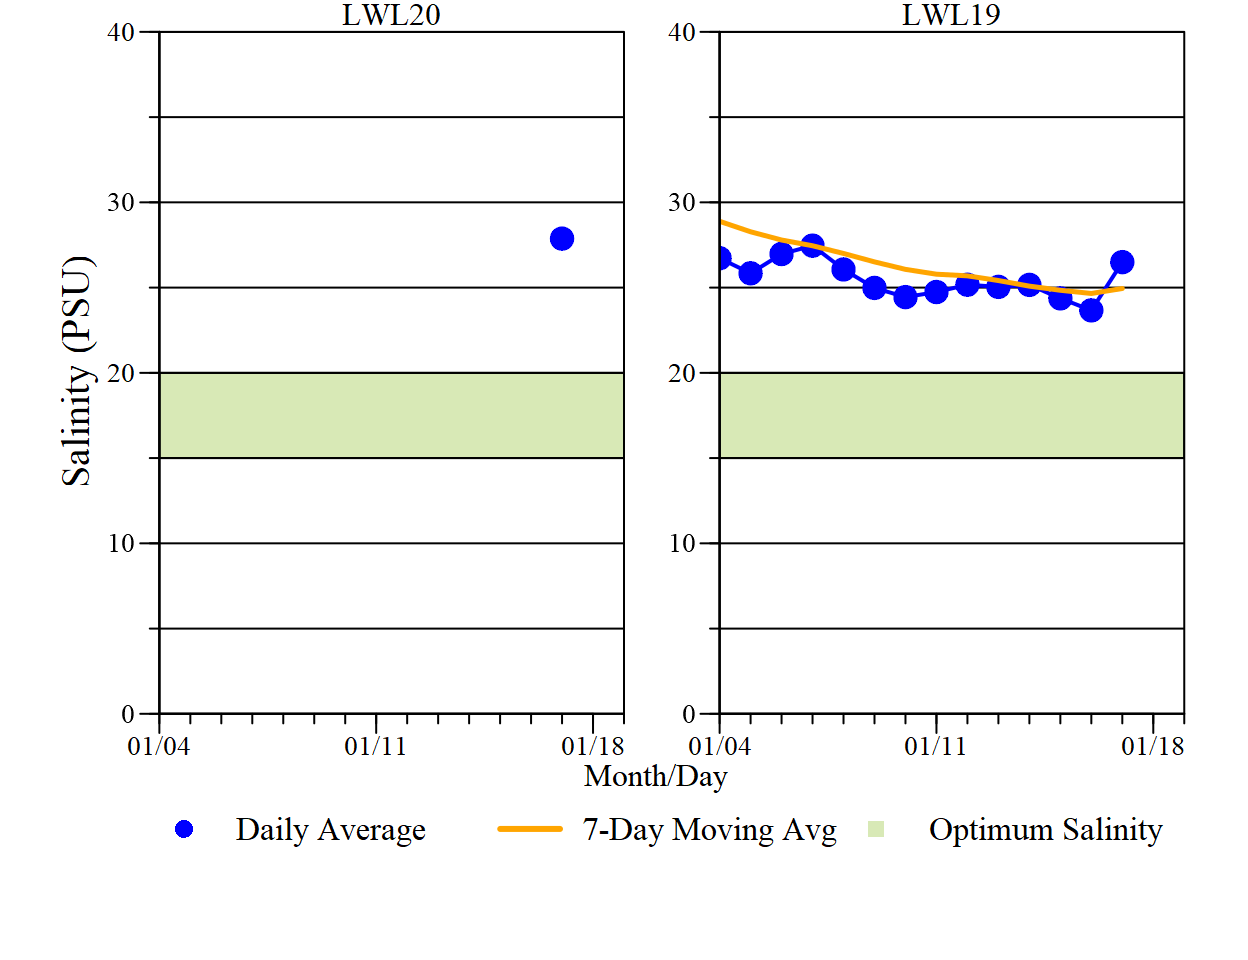 LWL20
LWL19
40
30
20
10
0
40
30
20
10
0
Salinity (PSU)
01/04
01/11
01/18
01/04
01/11
01/18
Month/Day
Daily Average
7-Day Moving Avg
Optimum Salinity